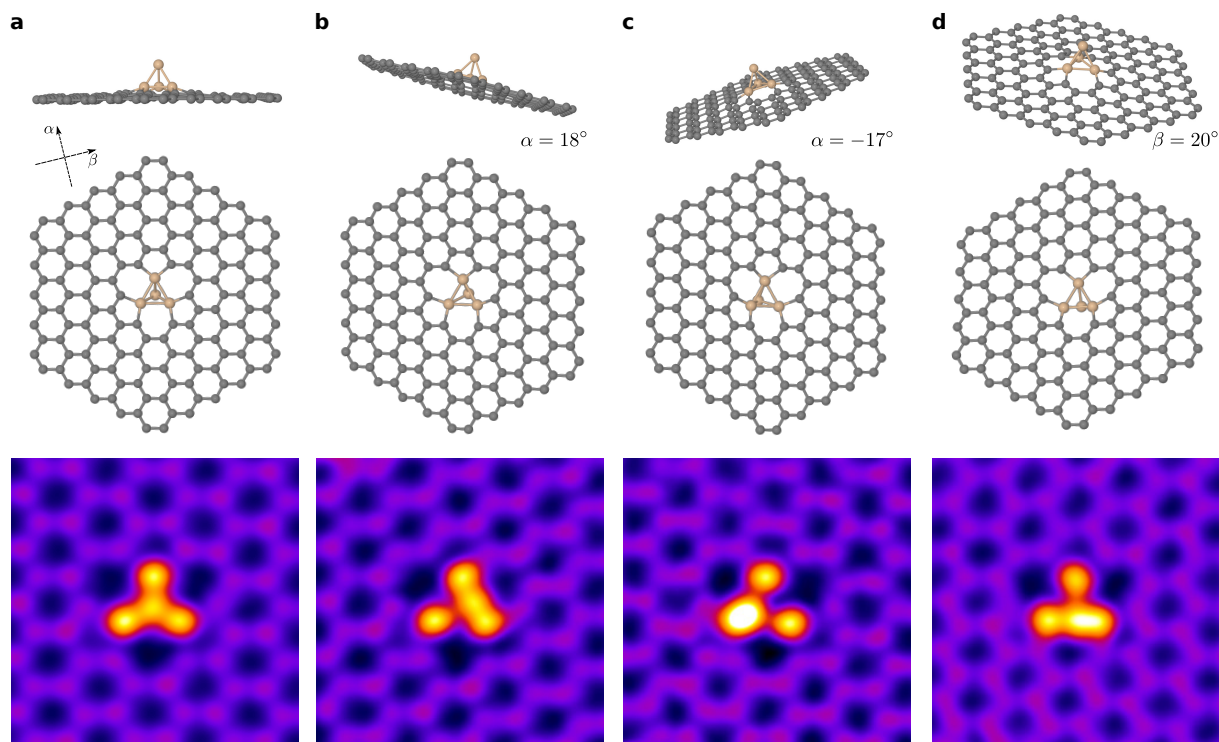 a
b
c
d
α
β
α = 18°
α = −17°
β = 20°